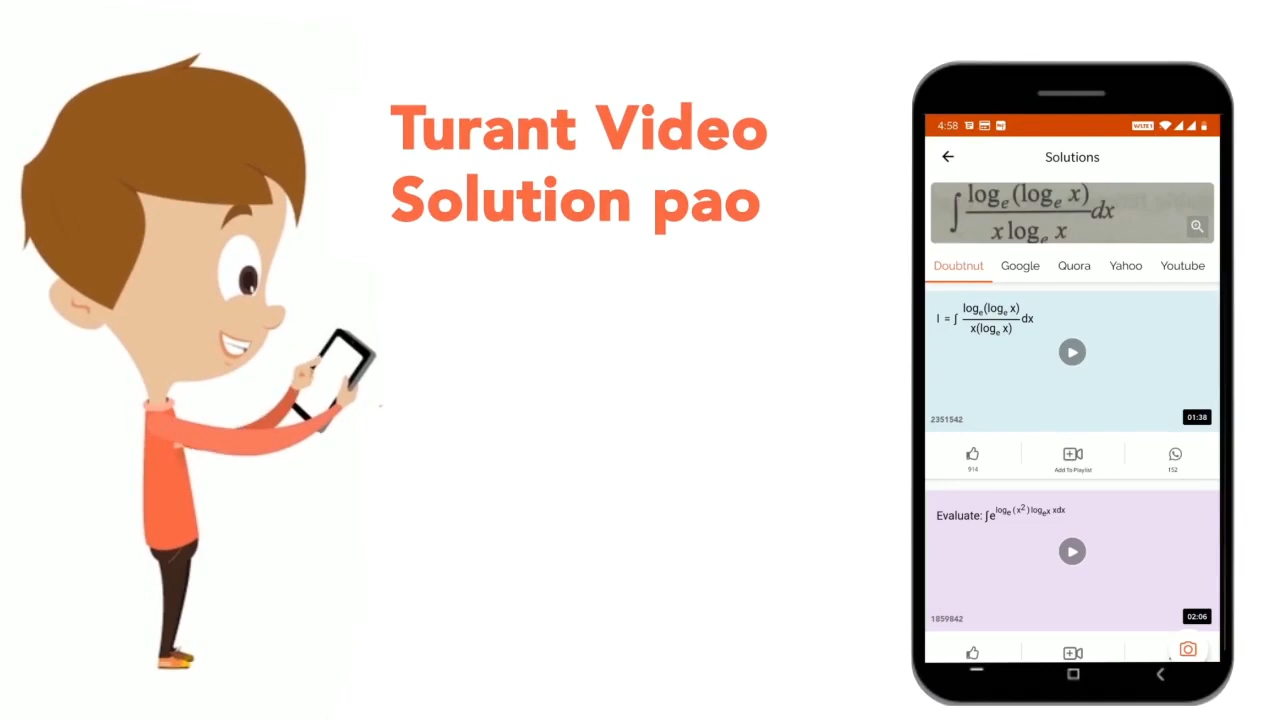 Turant Video
Solution pao
4:58
VoLTE1
Solutions
∫ logₑ(logₑ x) / x logₑ x dx
Doubtnut Google Quora Yahoo Youtube
I = ∫ logₑ(logₑ x) / x(logₑ x) dx
2351542 01:38
914 Add To Playlist 152
Evaluate: ∫e^logₑ(x²) logₑx xdx
1859842 02:06